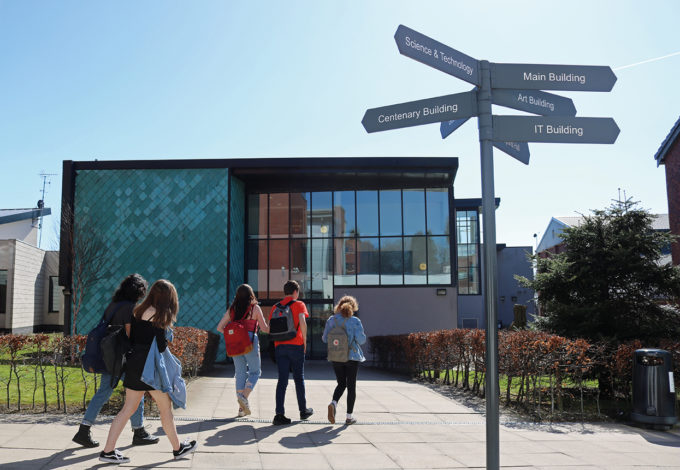 Science & Technology
Main Building
Art Building
Centenary Building
IT Building